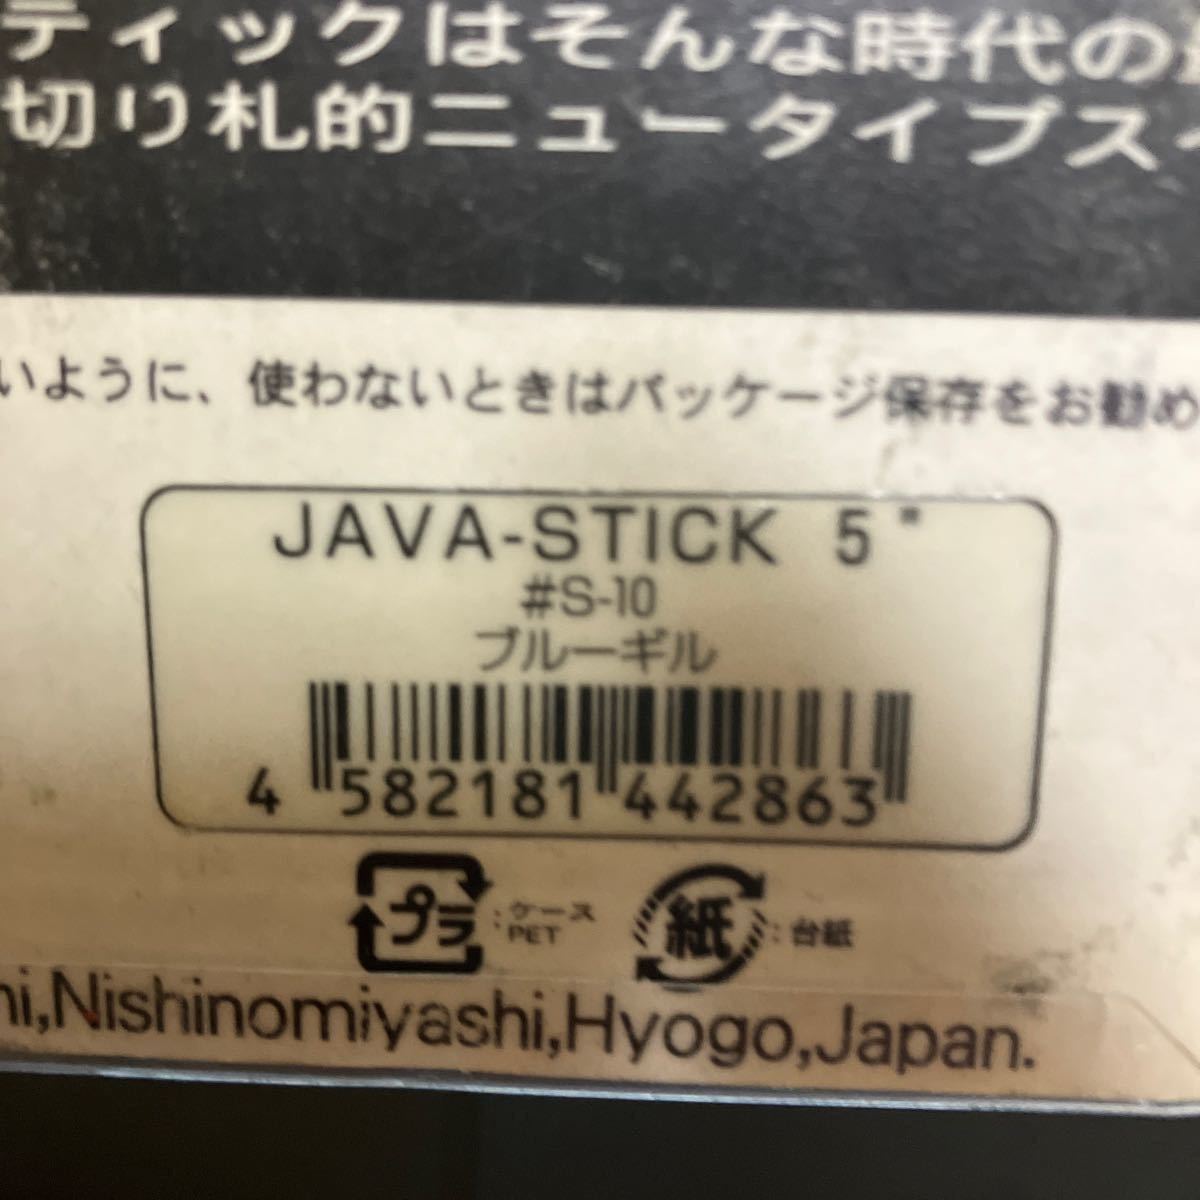 ティックはそんな時代の
切り札的ニュータイプス
いように、使わないときはパッケージ保存をお勧め
JAVA-STICK 5"
#S-10
ブルーギル
4 582181 442863
プラ :ケース PET 紙 :台紙
hi,Nishinomiyashi,Hyogo,Japan.